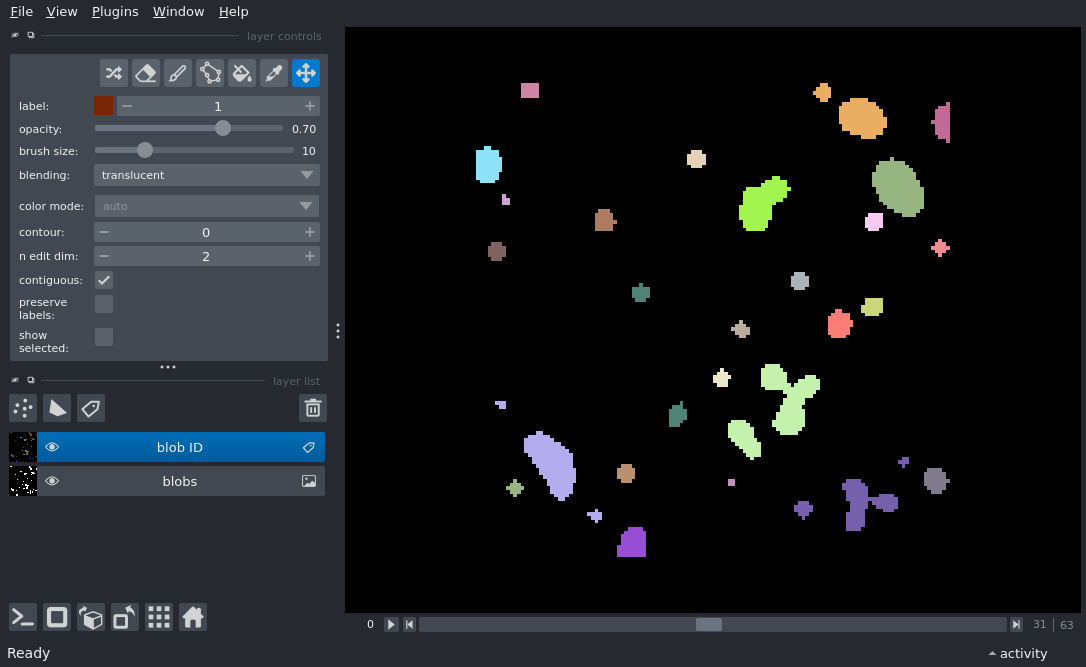 File View Plugins Window Help
layer controls
label: 1
opacity: 0.70
brush size: 10
blending: translucent
color mode: auto
contour: 0
n edit dim: 2
contiguous:
preserve
labels:
show
selected:
layer list
blob ID
blobs
0 31 63
Ready activity